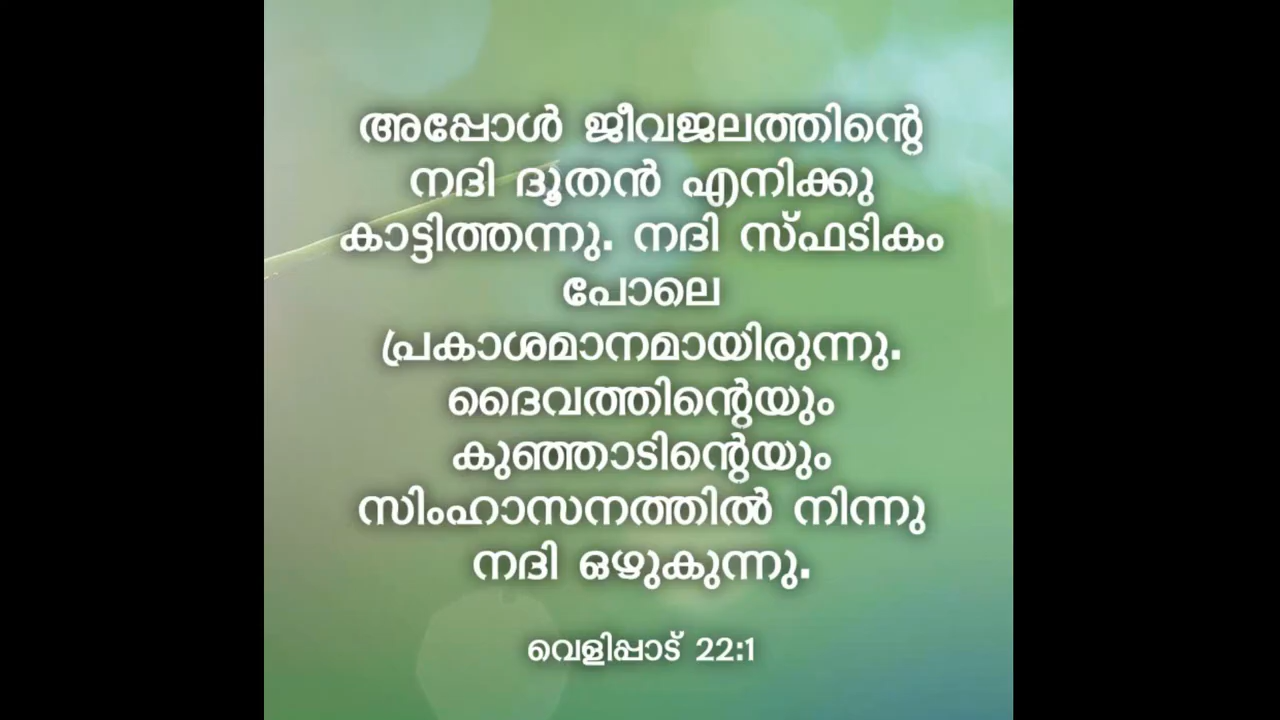 അപ്പോൾ ജീവജലത്തിന്റെ
നദി ദൂതൻ എനിക്കു
കാട്ടിത്തന്നു. നദി സ്ഫടികം
പോലെ
പ്രകാശമാനമായിരുന്നു.
ദൈവത്തിന്റെയും
കുഞ്ഞാടിന്റെയും
സിംഹാസനത്തിൽ നിന്നു
നദി ഒഴുകുന്നു.
വെളിപ്പാട് 22:1